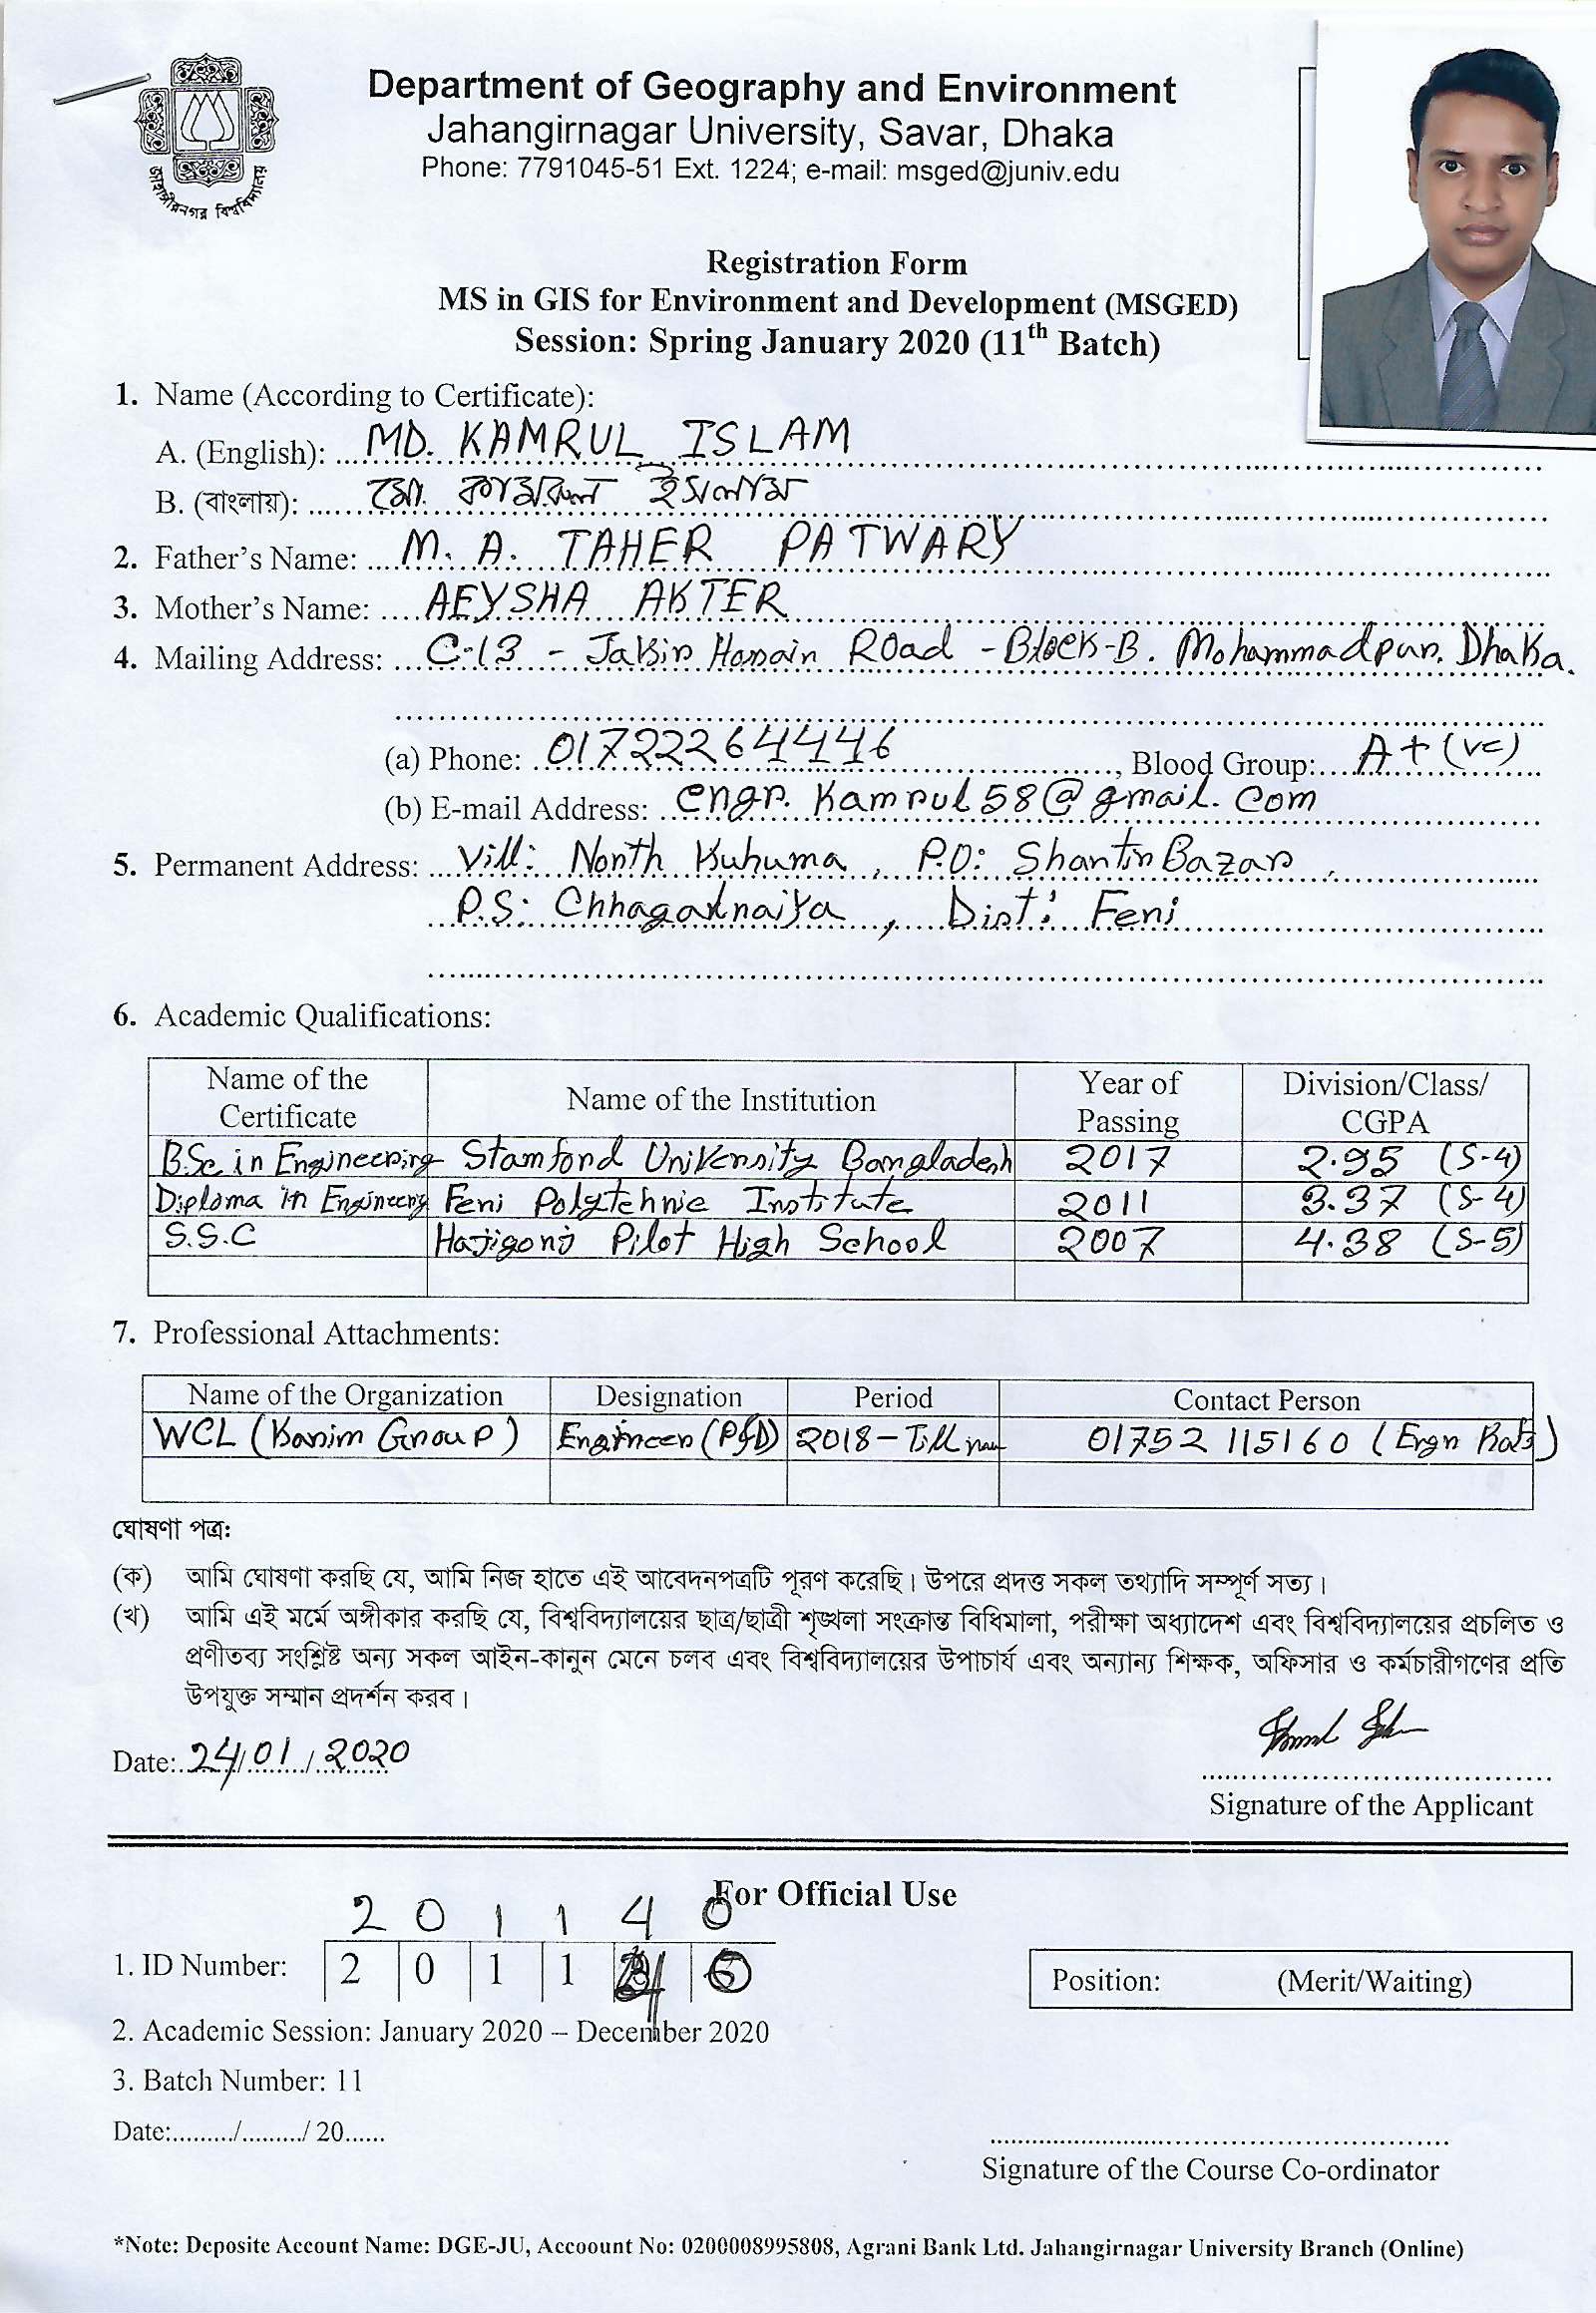 জাহাঙ্গীরনগর বিশ্ববিদ্যালয়
Department of Geography and Environment
Jahangirnagar University, Savar, Dhaka
Phone: 7791045-51 Ext. 1224; e-mail: msged@juniv.edu
Registration Form
MS in GIS for Environment and Development (MSGED)
Session: Spring January 2020 (11th Batch)
1. Name (According to Certificate):
A. (English): MD. KAMRUL ISLAM
B. (বাংলায়): মো. কামরুল ইসলাম
2. Father's Name: M. A. TAHER PATWARY
3. Mother's Name: AEYSHA AKTER
4. Mailing Address: C-13 - Jakir Hosain Road - Block-B. Mohammadpur. Dhaka.
(a) Phone: 01722264446, Blood Group: A+(ve)
(b) E-mail Address: engr.kamrul58@gmail.com
5. Permanent Address: Vill: North Kuhuma, P.O: Shantir Bazar,
P.S: Chhagalnaiya, Dist: Feni
6. Academic Qualifications:
Name of the Certificate Name of the Institution Year of Passing Division/Class/ CGPA
B.Sc in Engineering Stamford University Bangladesh 2017 2.95 (S-4)
Diploma in Engineering Feni Polytehnic Institute 2011 3.37 (S-4)
S.S.C Hajigonj Pilot High School 2007 4.38 (S-5)
7. Professional Attachments:
Name of the Organization Designation Period Contact Person
WCL (Karim Group) Engineer (P&D) 2018 - Till now 01752 115160 (Ergn
ঘোষণা পত্র:
(ক) আমি ঘোষণা করছি যে, আমি নিজ হাতে এই আবেদনপত্রটি পূরণ করেছি। উপরে প্রদত্ত সকল তথ্যাদি সম্পূর্ণ সত্য।
(খ) আমি এই মর্মে অঙ্গীকার করছি যে, বিশ্ববিদ্যালয়ের ছাত্র/ছাত্রী শৃঙ্খলা সংক্রান্ত বিধিমালা, পরীক্ষা অধ্যাদেশ এবং বিশ্ববিদ্যালয়ের প্রচলিত ও
প্রণীতব্য সংশ্লিষ্ট অন্য সকল আইন-কানুন মেনে চলব এবং বিশ্ববিদ্যালয়ের উপাচার্য এবং অন্যান্য শিক্ষক, অফিসার ও কর্মচারীগণের প্রতি
উপযুক্ত সম্মান প্রদর্শন করব।
Date: 24/01/2020
Signature of the Applicant
For Official Use
2 0 1 1 4 0
1. ID Number: 2 0 1 1
Position: (Merit/Waiting)
2. Academic Session: January 2020 – December 2020
3. Batch Number: 11
Date:........./........./ 20......
Signature of the Course Co-ordinator
*Note: Deposite Account Name: DGE-JU, Accoount No: 0200008995808, Agrani Bank Ltd. Jahangirnagar University Branch (Online)